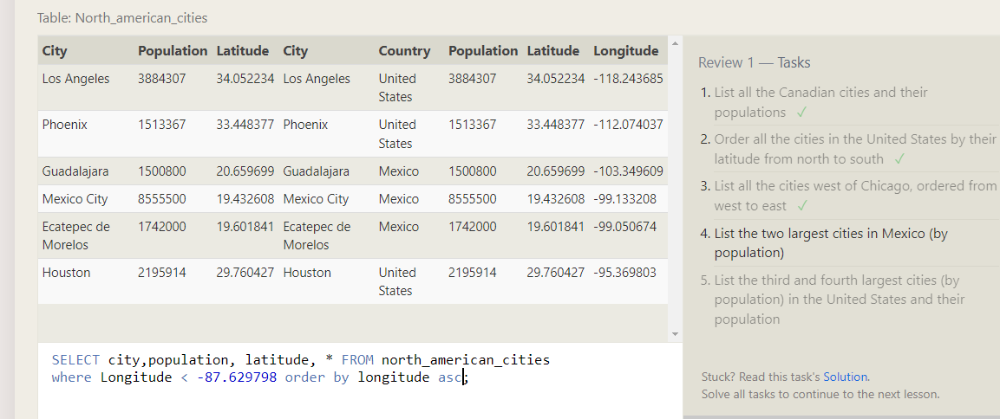 Table: North_american_cities
City Population Latitude City Country Population Latitude Longitude
Los Angeles 3884307 34.052234 Los Angeles United States 3884307 34.052234 -118.243685
Phoenix 1513367 33.448377 Phoenix United States 1513367 33.448377 -112.074037
Guadalajara 1500800 20.659699 Guadalajara Mexico 1500800 20.659699 -103.349609
Mexico City 8555500 19.432608 Mexico City Mexico 8555500 19.432608 -99.133208
Ecatepec de Morelos 1742000 19.601841 Ecatepec de Morelos Mexico 1742000 19.601841 -99.050674
Houston 2195914 29.760427 Houston United States 2195914 29.760427 -95.369803
SELECT city,population, latitude, * FROM north_american_cities
where Longitude < -87.629798 order by longitude asc;
Review 1 — Tasks
1. List all the Canadian cities and their
populations ✓
2. Order all the cities in the United States by their
latitude from north to south ✓
3. List all the cities west of Chicago, ordered from
west to east ✓
4. List the two largest cities in Mexico (by
population)
5. List the third and fourth largest cities (by
population) in the United States and their
population
Stuck? Read this task's Solution.
Solve all tasks to continue to the next lesson.